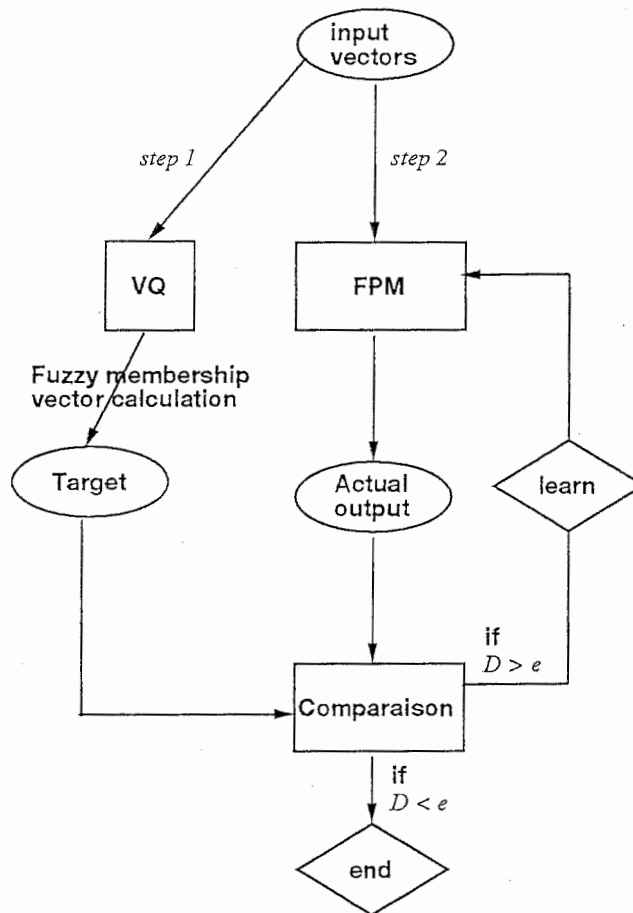 input
vectors
step 1
step 2
VQ
FPM
Fuzzy membership
vector calculation
Target
Actual
output
learn
if
D > e
Comparaison
if
D < e
end